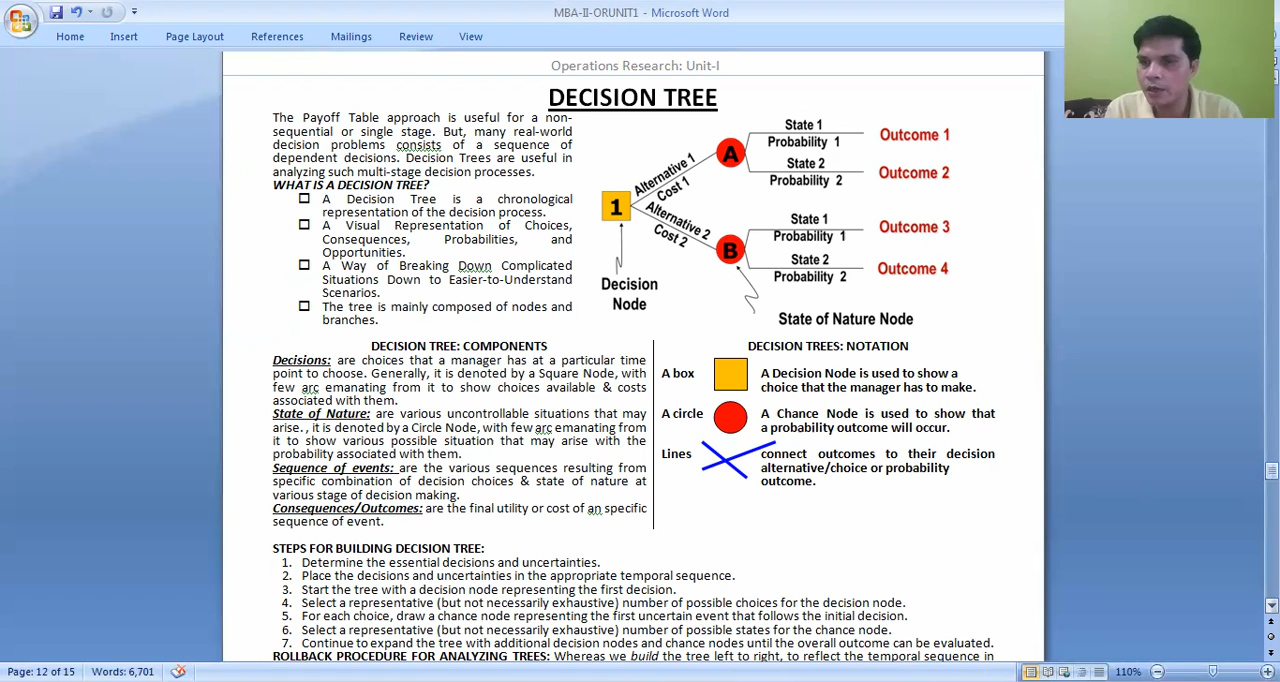 MBA-II-ORUNIT1 - Microsoft Word
Home Insert Page Layout References Mailings Review View
Operations Research: Unit-I
DECISION TREE
The Payoff Table approach is useful for a non-
sequential or single stage. But, many real-world
decision problems consists of a sequence of
dependent decisions. Decision Trees are useful in
analyzing such multi-stage decision processes.
WHAT IS A DECISION TREE?
A Decision Tree is a chronological
representation of the decision process.
A Visual Representation of Choices,
Consequences, Probabilities, and
Opportunities.
A Way of Breaking Down Complicated
Situations Down to Easier-to-Understand
Scenarios.
The tree is mainly composed of nodes and
branches.
1
Alternative 1
Cost 1
Alternative 2
Cost 2
A
B
State 1
Probability 1
Outcome 1
State 2
Probability 2
Outcome 2
State 1
Probability 1
Outcome 3
State 2
Probability 2
Outcome 4
Decision
Node
State of Nature Node
DECISION TREE: COMPONENTS
Decisions: are choices that a manager has at a particular time
point to choose. Generally, it is denoted by a Square Node, with
few arc emanating from it to show choices available & costs
associated with them.
State of Nature: are various uncontrollable situations that may
arise. , it is denoted by a Circle Node, with few arc emanating from
it to show various possible situation that may arise with the
probability associated with them.
Sequence of events: are the various sequences resulting from
specific combination of decision choices & state of nature at
various stage of decision making.
Consequences/Outcomes: are the final utility or cost of an specific
sequence of event.
DECISION TREES: NOTATION
A box
A Decision Node is used to show a
choice that the manager has to make.
A circle
A Chance Node is used to show that
a probability outcome will occur.
Lines
connect outcomes to their decision
alternative/choice or probability
outcome.
STEPS FOR BUILDING DECISION TREE:
1. Determine the essential decisions and uncertainties.
2. Place the decisions and uncertainties in the appropriate temporal sequence.
3. Start the tree with a decision node representing the first decision.
4. Select a representative (but not necessarily exhaustive) number of possible choices for the decision node.
5. For each choice, draw a chance node representing the first uncertain event that follows the initial decision.
6. Select a representative (but not necessarily exhaustive) number of possible states for the chance node.
7. Continue to expand the tree with additional decision nodes and chance nodes until the overall outcome can be evaluated.
ROLLBACK PROCEDURE FOR ANALYZING TREES: Whereas we build the tree left to right, to reflect the temporal sequence in
Page: 12 of 15 Words: 6,701 110%